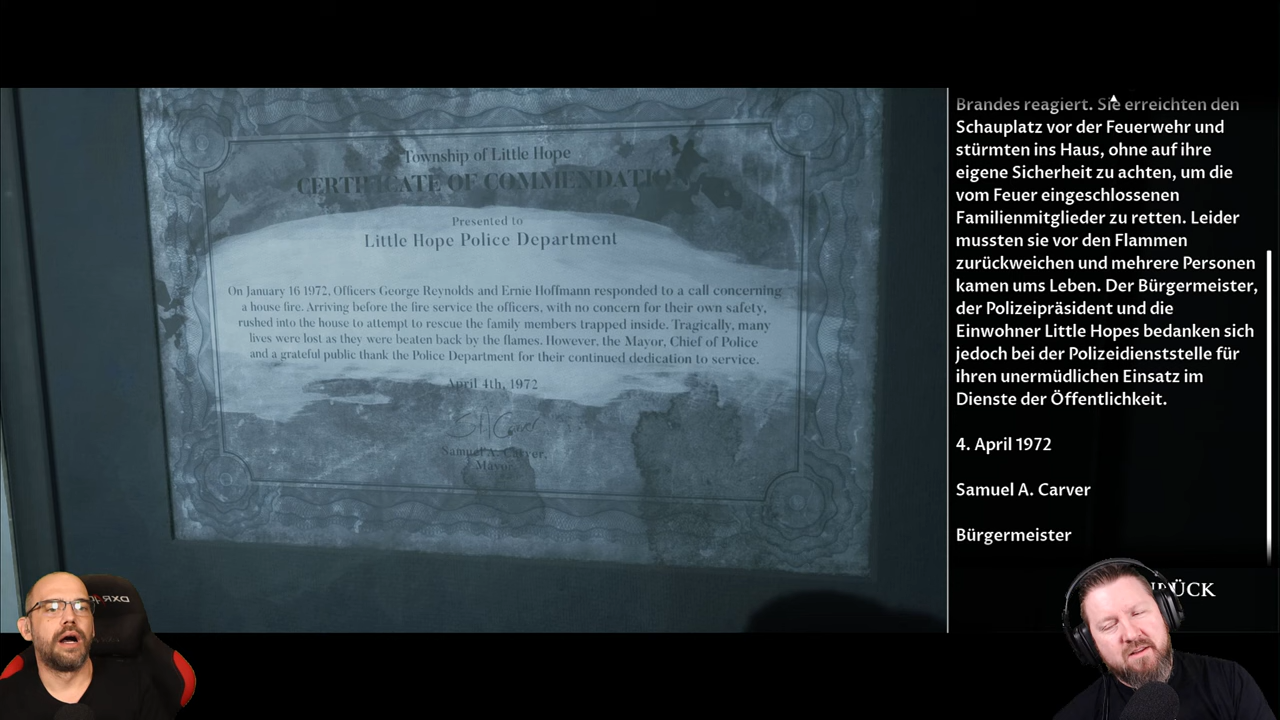 Township of Little Hope
CERTIFICATE OF COMMENDATIO
Presented to
Little Hope Police Department
On January 16 1972, Officers George Reynolds and Ernie Hoffmann responded to a call concerning
a house fire. Arriving before the fire service the officers, with no concern for their own safety,
rushed into the house to attempt to rescue the family members trapped inside. Tragically, many
lives were lost as they were beaten back by the flames. However, the Mayor, Chief of Police
and a grateful public thank the Police Department for their continued dedication to service.
April 4th, 1972
Samuel A. Carver,
Mayor
Brandes reagiert. Sie erreichten den
Schauplatz vor der Feuerwehr und
stürmten ins Haus, ohne auf ihre
eigene Sicherheit zu achten, um die
vom Feuer eingeschlossenen
Familienmitglieder zu retten. Leider
mussten sie vor den Flammen
zurückweichen und mehrere Personen
kamen ums Leben. Der Bürgermeister,
der Polizeipräsident und die
Einwohner Little Hopes bedanken sich
jedoch bei der Polizeidienststelle für
ihren unermüdlichen Einsatz im
Dienste der Öffentlichkeit.
4. April 1972
Samuel A. Carver
Bürgermeister